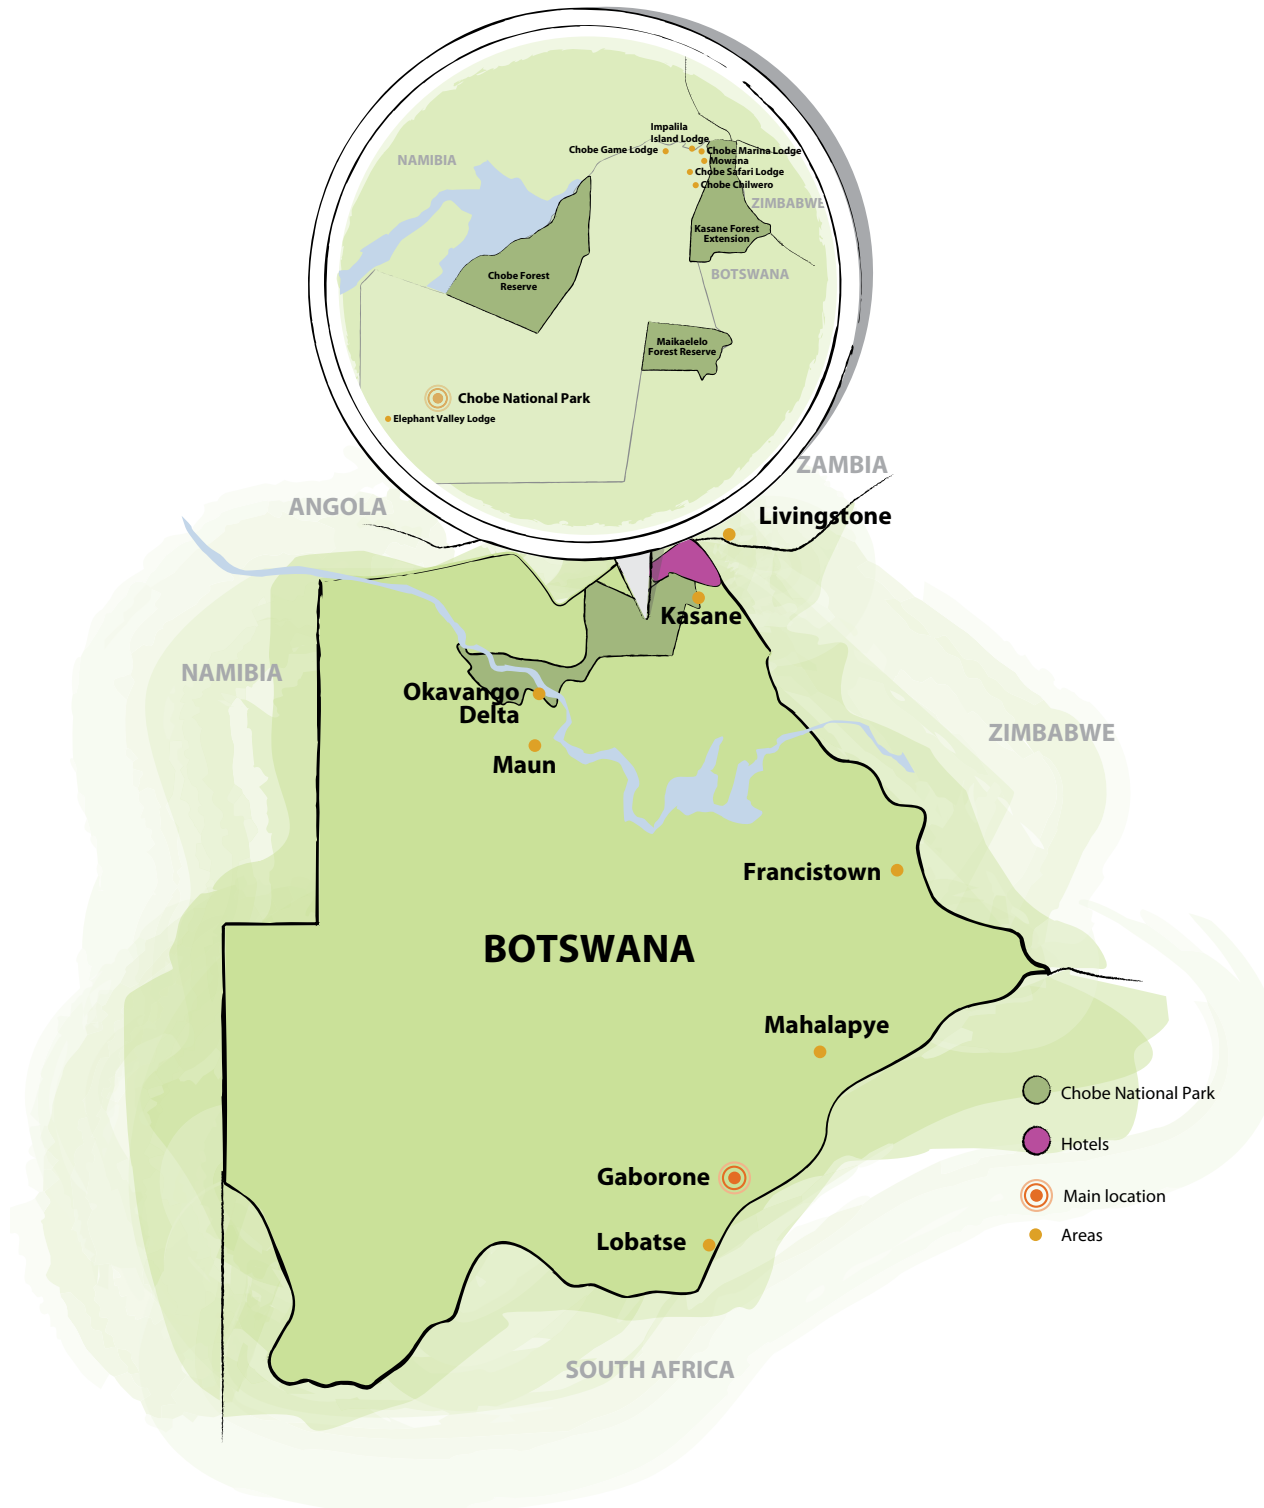 Impalila
Island Lodge
Chobe Game Lodge
Chobe Marina Lodge
Mowana
NAMIBIA
Chobe Safari Lodge
Chobe Chilwero
ZIMBABWE
Kasane Forest
Extension
BOTSWANA
Chobe Forest
Reserve
Maikaelelo
Forest Reserve
Chobe National Park
Elephant Valley Lodge
ZAMBIA
ANGOLA
Livingstone
Kasane
NAMIBIA
Okavango
Delta
ZIMBABWE
Maun
Francistown
BOTSWANA
Mahalapye
Chobe National Park
Hotels
Gaborone
Main location
Areas
Lobatse
SOUTH AFRICA